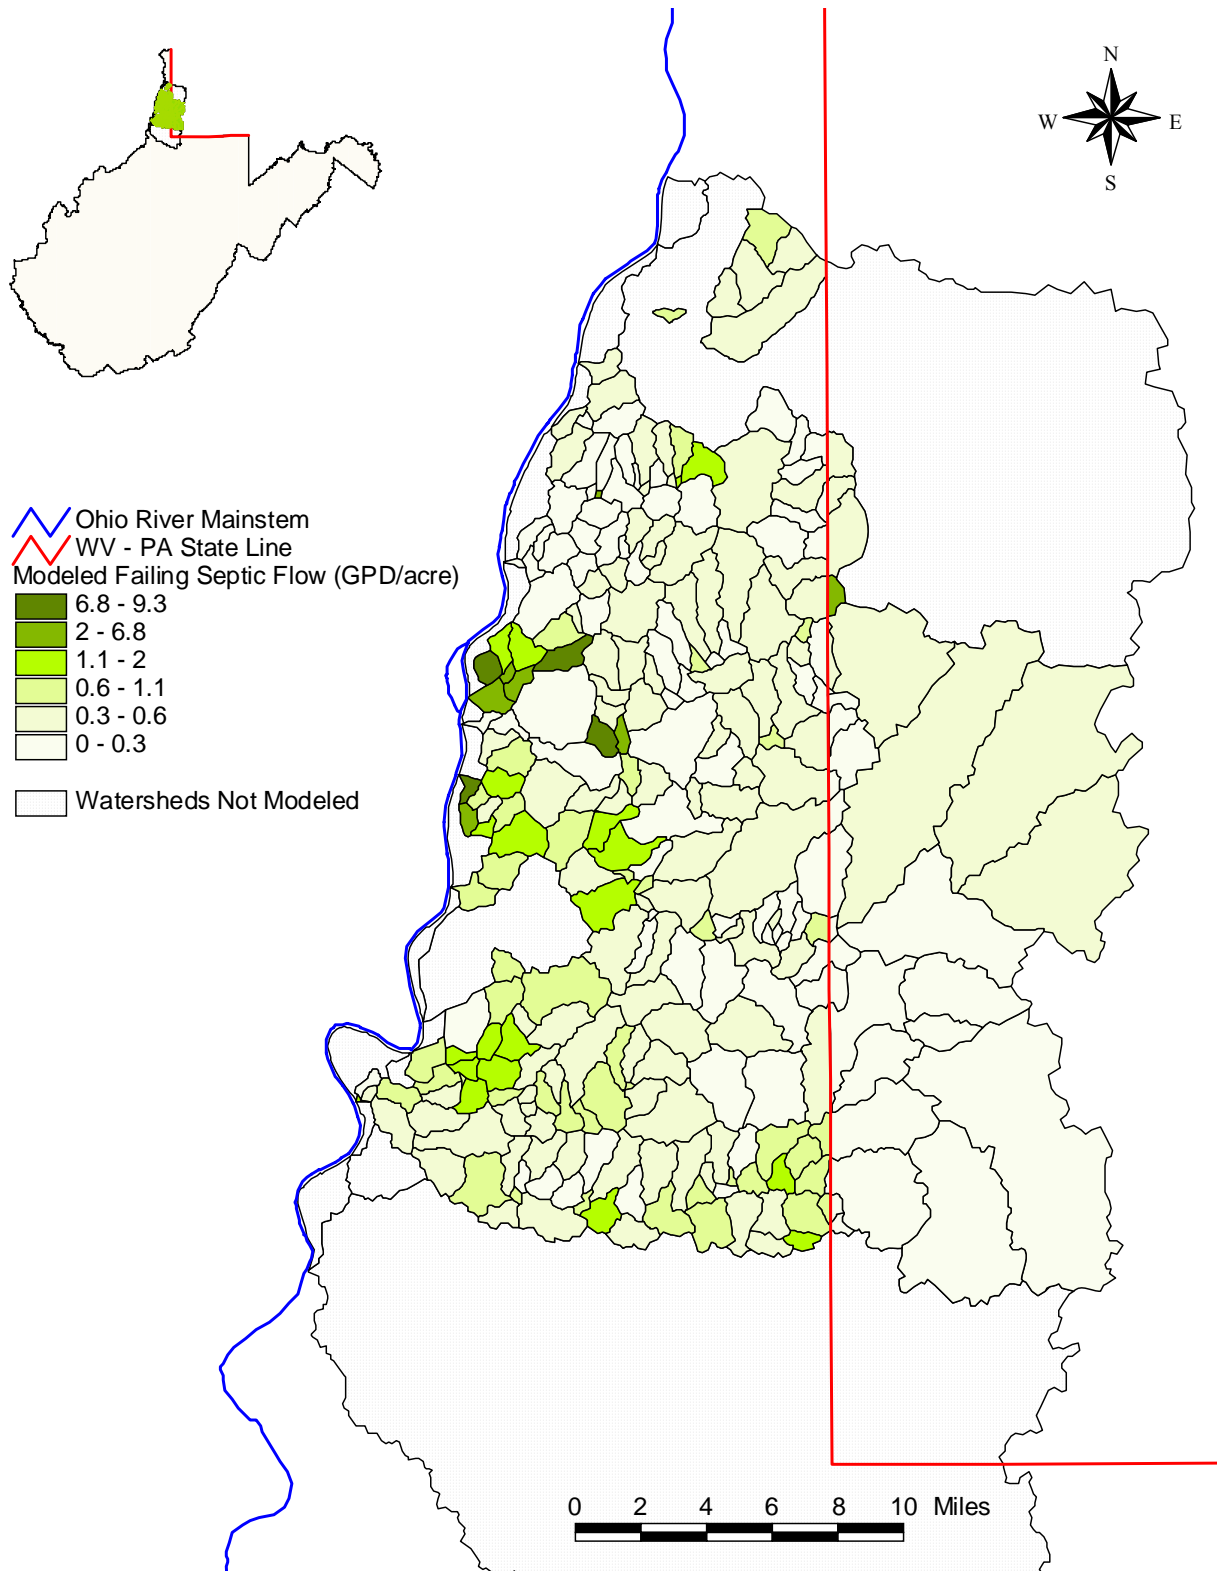 N
W E
S
Ohio River Mainstem
WV - PA State Line
Modeled Failing Septic Flow (GPD/acre)
6.8 - 9.3
2 - 6.8
1.1 - 2
0.6 - 1.1
0.3 - 0.6
0 - 0.3
Watersheds Not Modeled
0 2 4 6 8 10 Miles